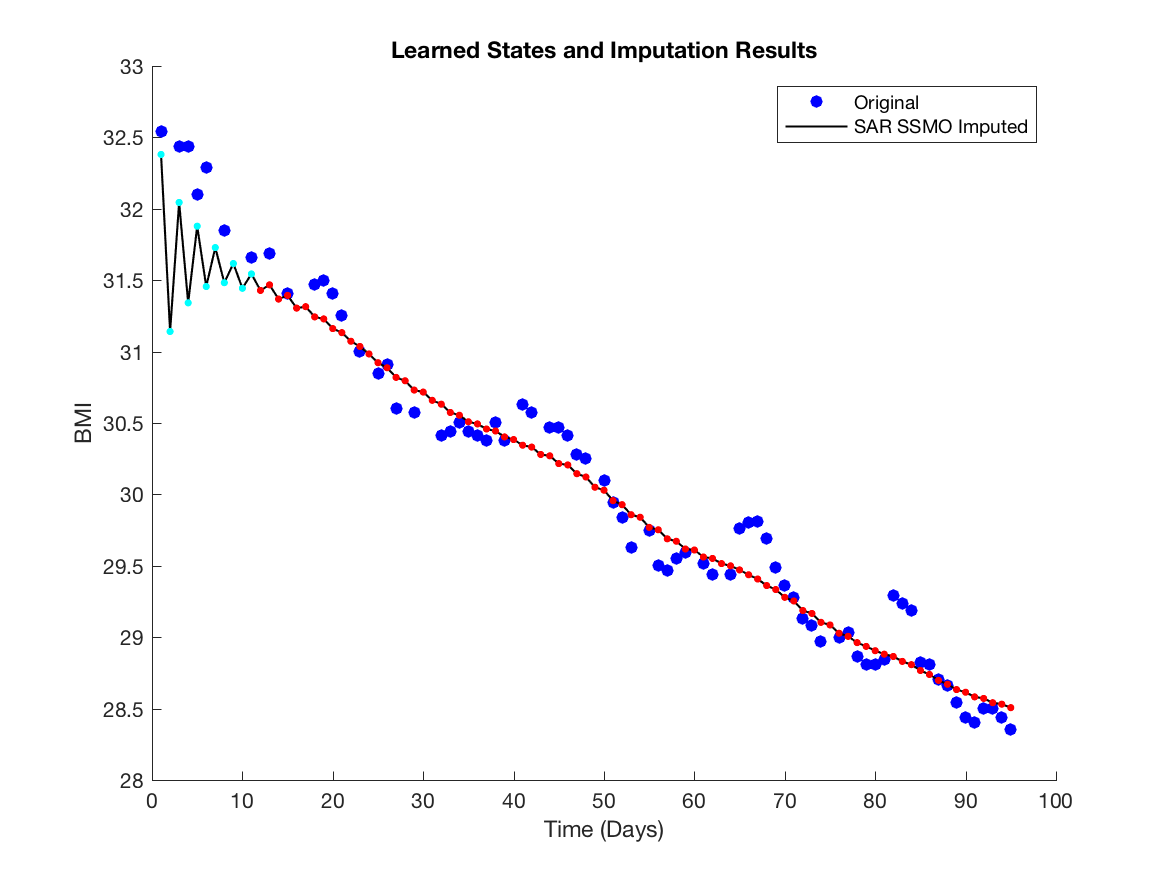 Learned States and Imputation Results
33
32.5
32
31.5
31
30.5
30
29.5
29
28.5
28
BMI
Original
SAR SSMO Imputed
0 10 20 30 40 50 60 70 80 90 100
Time (Days)